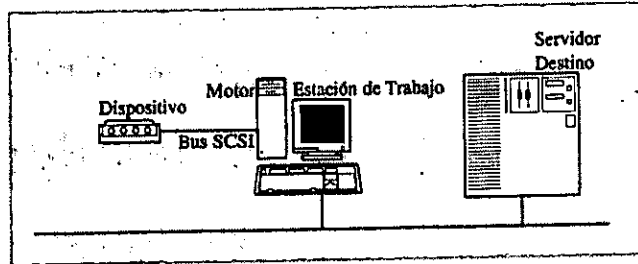 Servidor
Destino
Motor
Estación de Trabajo
Dispositivo
Bus SCSI